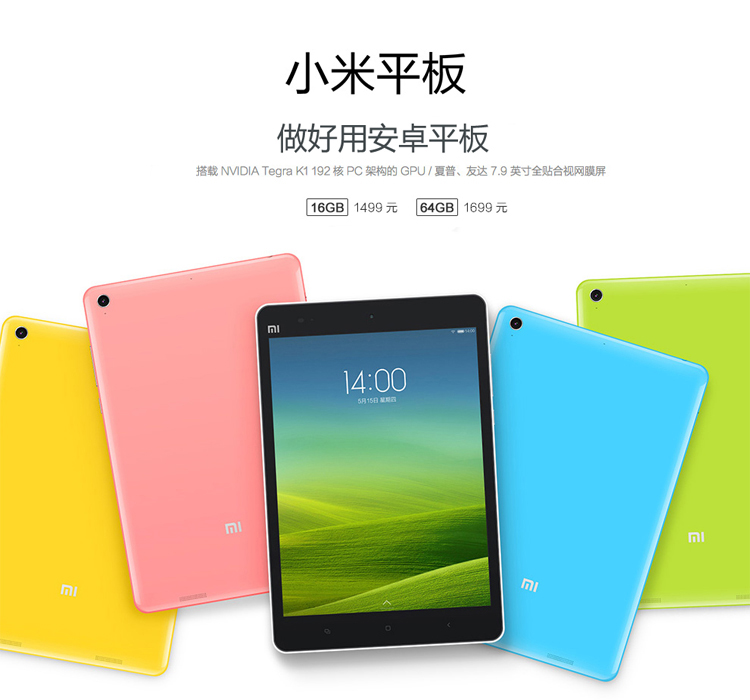 小米平板
做好用安卓平板
搭载 NVIDIA Tegra K1 192 核 PC 架构的 GPU / 夏普、友达 7.9 英寸全贴合视网膜屏
16GB 1499 元 64GB 1699 元
mi
14:00
5月15日 星期四
mi
mi
mi
mi